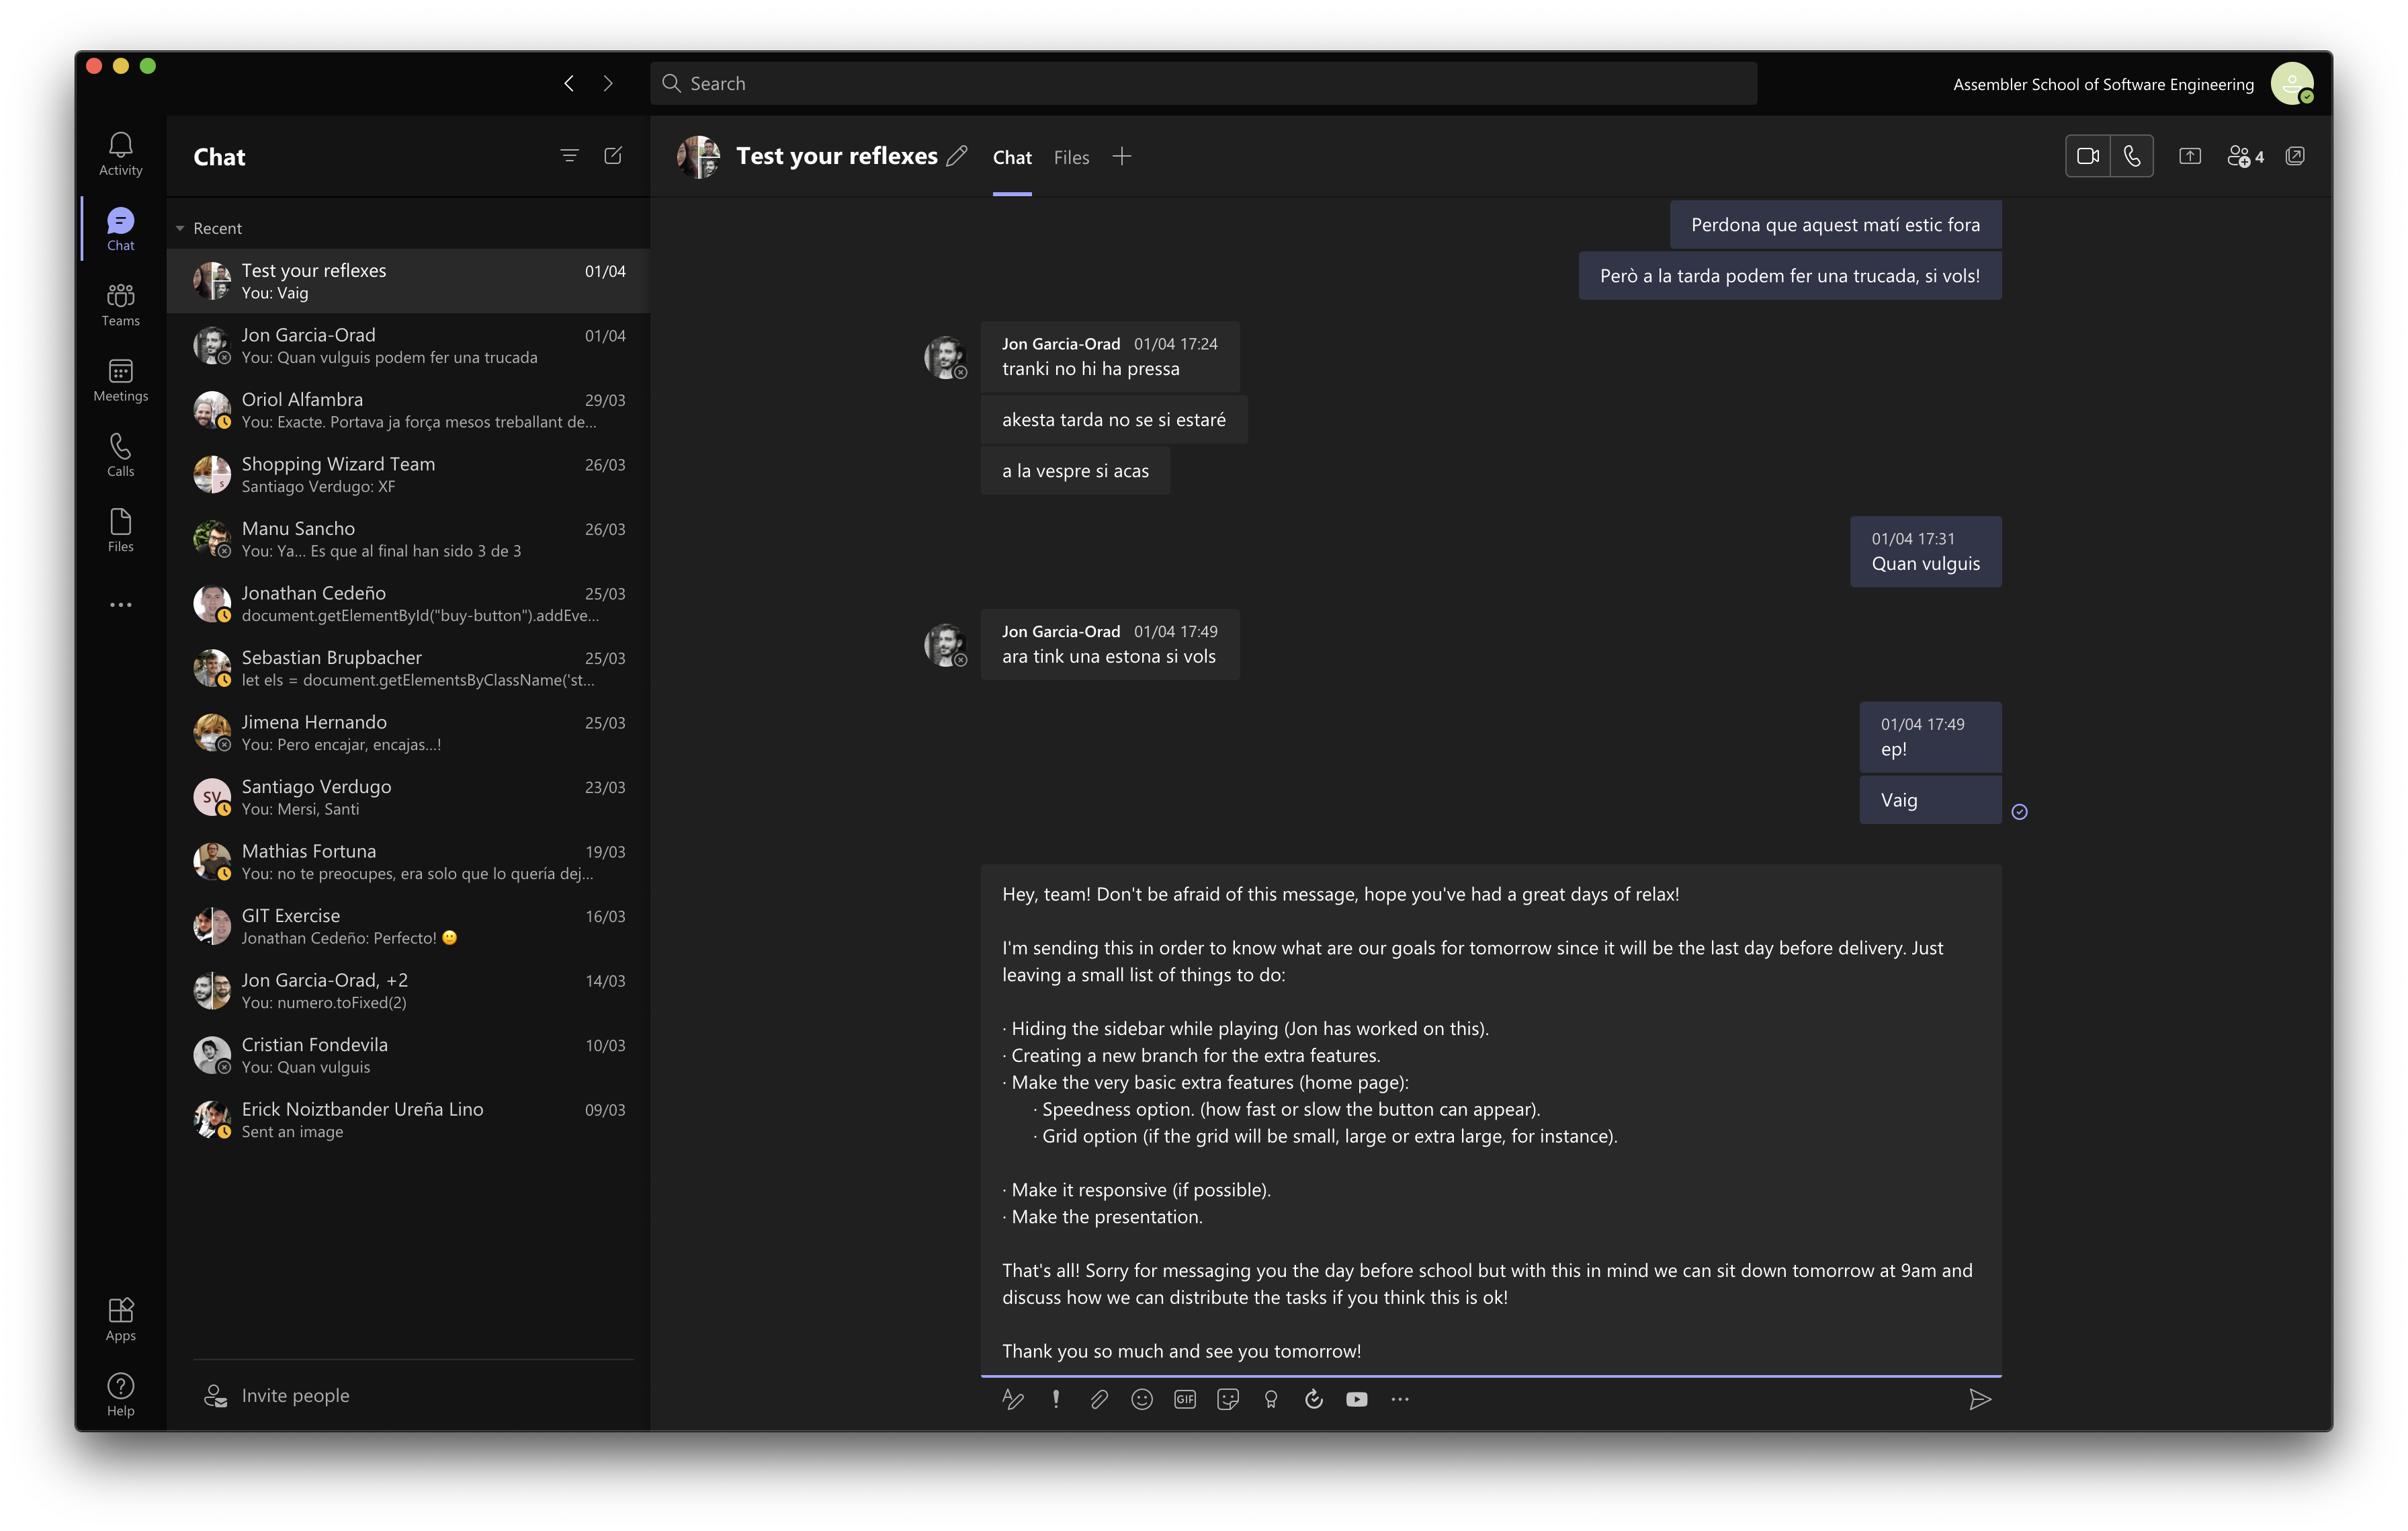 Search
Assembler School of Software Engineering
Activity
Chat
Teams
Meetings
Calls
Files
Apps
Help
Chat
Recent
Test your reflexes 01/04
You: Vaig
Jon Garcia-Orad 01/04
You: Quan vulguis podem fer una trucada
Oriol Alfambra 29/03
You: Exacte. Portava ja força mesos treballant de...
Shopping Wizard Team 26/03
Santiago Verdugo: XF
Manu Sancho 26/03
You: Ya... Es que al final han sido 3 de 3
Jonathan Cedeño 25/03
document.getElementById("buy-button").addEve...
Sebastian Brupbacher 25/03
let els = document.getElementsByClassName('st...
Jimena Hernando 25/03
You: Pero encajar, encajas...!
SV
Santiago Verdugo 23/03
You: Mersi, Santi
Mathias Fortuna 19/03
You: no te preocupes, era solo que lo quería dej...
GIT Exercise 16/03
Jonathan Cedeño: Perfecto! 🙂
Jon Garcia-Orad, +2 14/03
You: numero.toFixed(2)
Cristian Fondevila 10/03
You: Quan vulguis
Erick Noiztbander Ureña Lino 09/03
Sent an image
Invite people
Test your reflexes Chat Files 4
Perdona que aquest matí estic fora
Però a la tarda podem fer una trucada, si vols!
Jon Garcia-Orad 01/04 17:24
tranki no hi ha pressa
akesta tarda no se si estaré
a la vespre si acas
01/04 17:31
Quan vulguis
Jon Garcia-Orad 01/04 17:49
ara tink una estona si vols
01/04 17:49
ep!
Vaig
Hey, team! Don't be afraid of this message, hope you've had a great days of relax!
I'm sending this in order to know what are our goals for tomorrow since it will be the last day before delivery. Just
leaving a small list of things to do:
· Hiding the sidebar while playing (Jon has worked on this).
· Creating a new branch for the extra features.
· Make the very basic extra features (home page):
· Speedness option. (how fast or slow the button can appear).
· Grid option (if the grid will be small, large or extra large, for instance).
· Make it responsive (if possible).
· Make the presentation.
That's all! Sorry for messaging you the day before school but with this in mind we can sit down tomorrow at 9am and
discuss how we can distribute the tasks if you think this is ok!
Thank you so much and see you tomorrow!
GIF